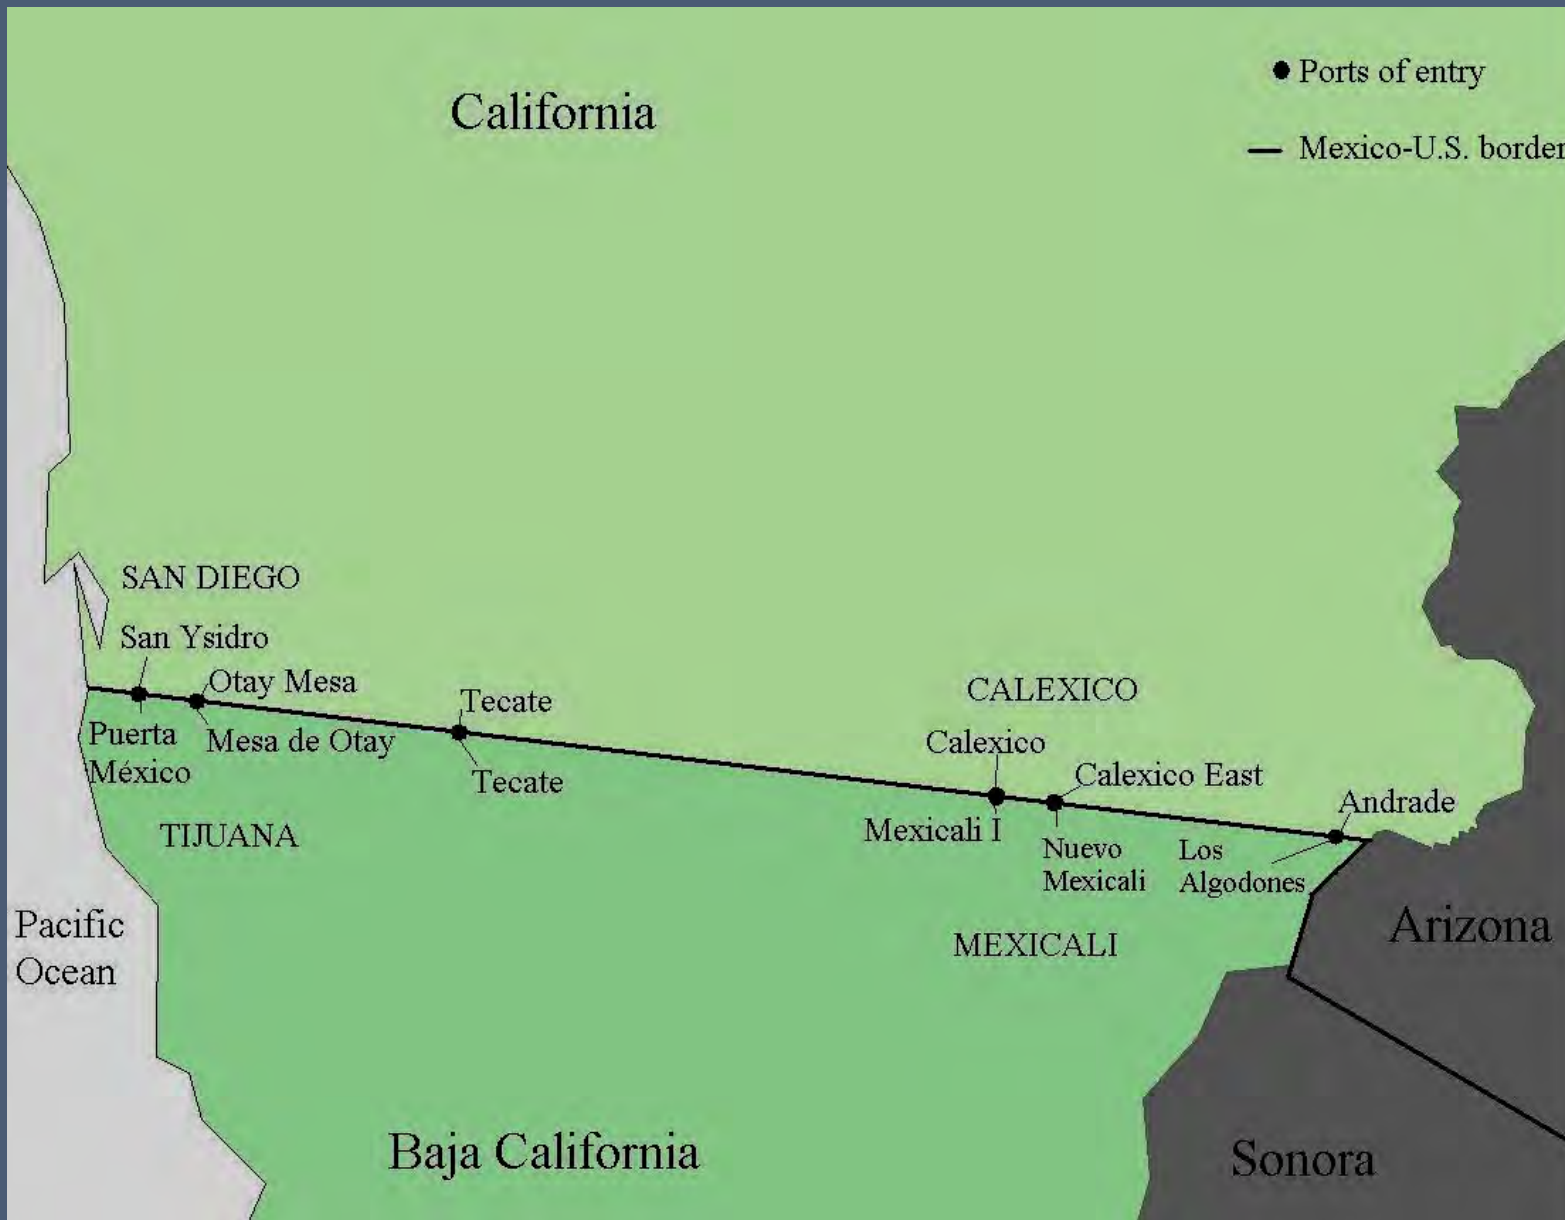 California
Ports of entry
Mexico-U.S. border
SAN DIEGO
San Ysidro
Otay Mesa
Tecate
CALEXICO
Calexico
Calexico East
Andrade
Puerta
México
Mesa de Otay
Tecate
Mexicali I
Nuevo
Mexicali
Los
Algodones
TIJUANA
MEXICALI
Pacific
Ocean
Arizona
Baja California
Sonora